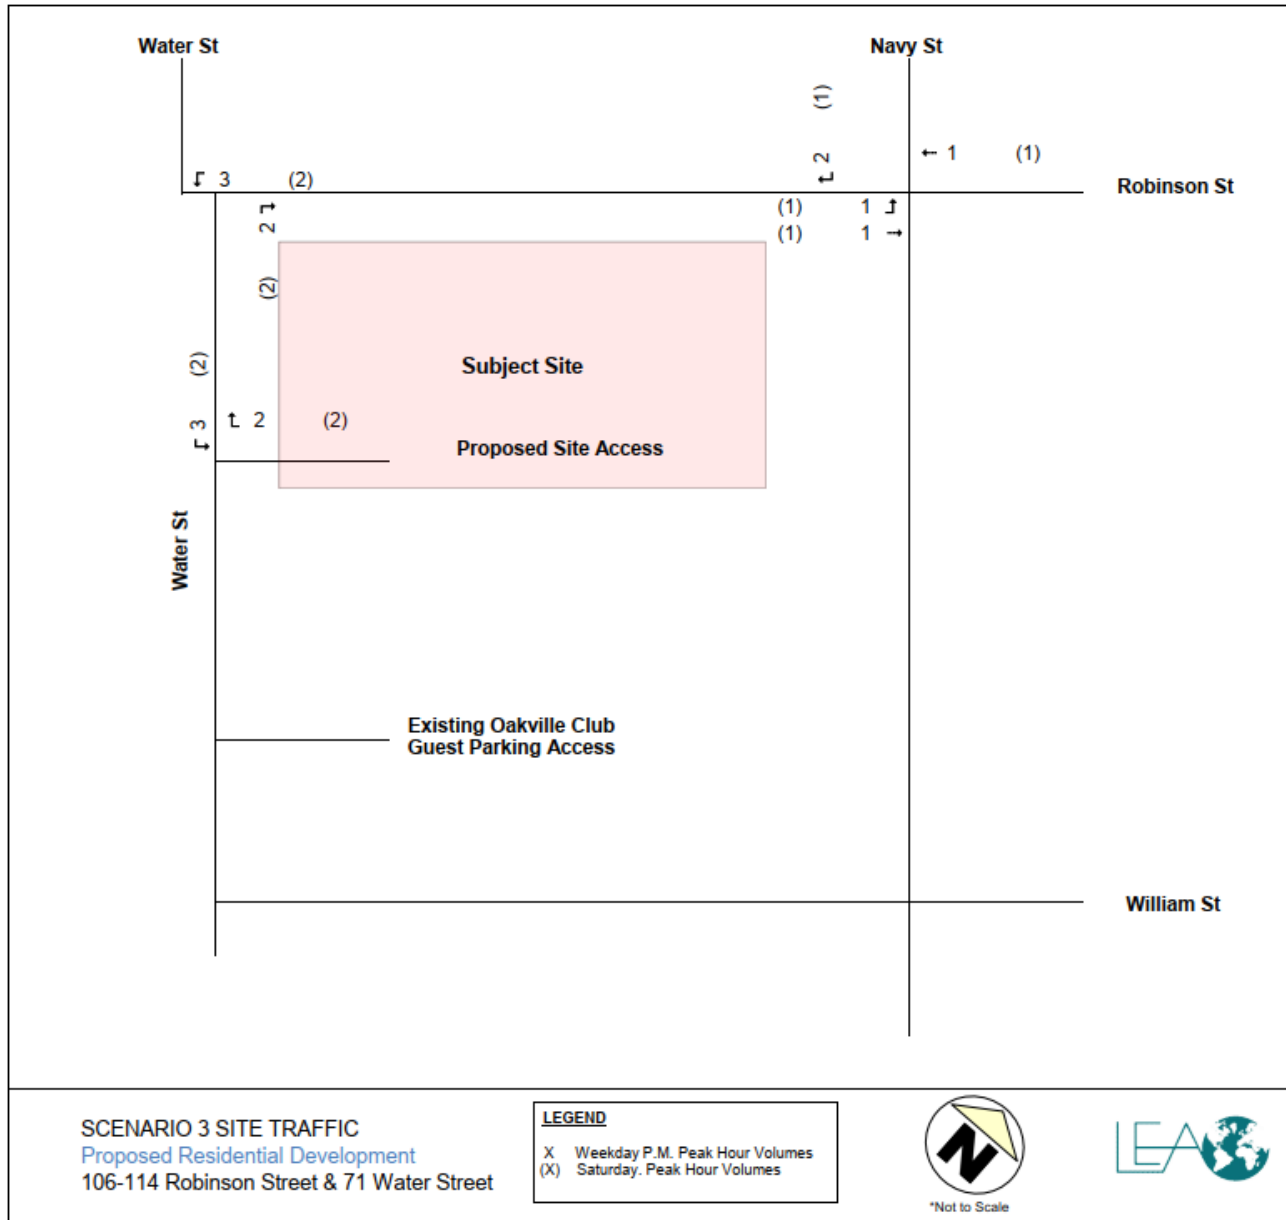 Water St
Navy St
(1)
2
1 (1)
3 (2)
Robinson St
(1) 1
(1) 1
2
(2)
(2)
Subject Site
3
2 (2)
Proposed Site Access
Water St
Existing Oakville Club
Guest Parking Access
William St
SCENARIO 3 SITE TRAFFIC
Proposed Residential Development
106-114 Robinson Street & 71 Water Street
LEGEND
X Weekday P.M. Peak Hour Volumes
(X) Saturday. Peak Hour Volumes
N
*Not to Scale
LEA